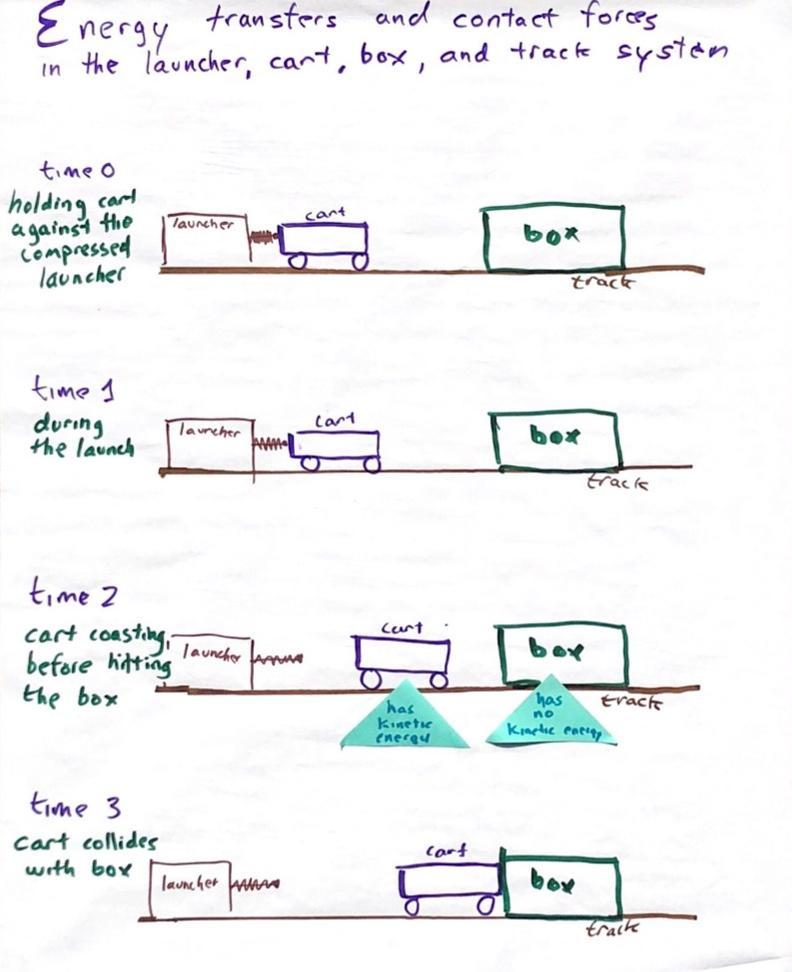 Energy transfers and contact forces
in the launcher, cart, box, and track system
time 0
holding cart
against the
compressed
launcher
launcher
cart
box
track
time 1
during
the launch
launcher
cart
box
track
time 2
cart coasting,
before hitting
the box
launcher
cart
box
track
has
kinetic
energy
has
no
kinetic energy
time 3
cart collides
with box
launcher
cart
box
track